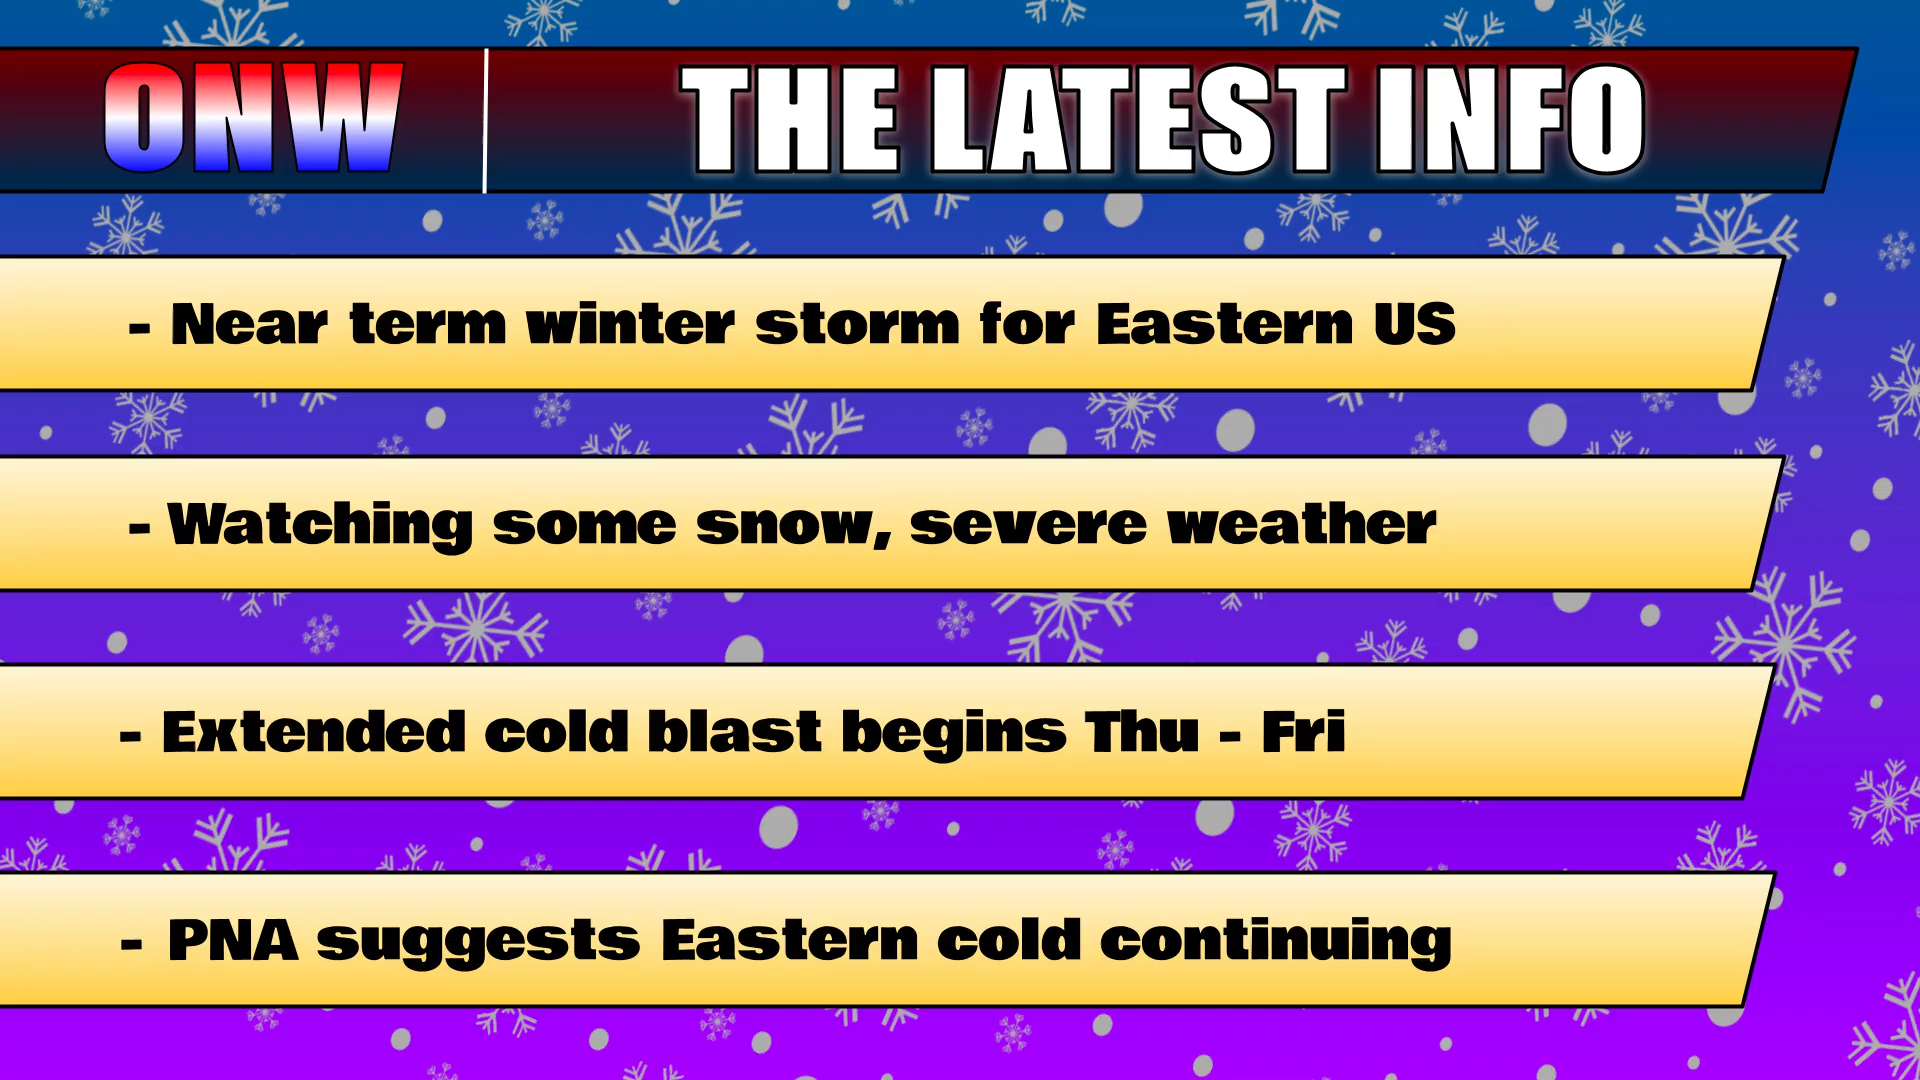 ONW
THE LATEST INFO
- Near term winter storm for Eastern US
- Watching some snow, severe weather
- Extended cold blast begins Thu - Fri
- PNA suggests Eastern cold continuing